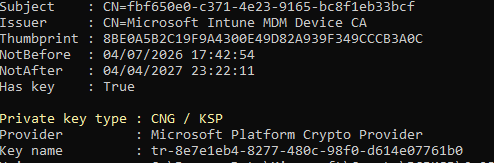 Subject : CN=fbf650e0-c371-4e23-9165-bc8f1eb33bcf
Issuer : CN=Microsoft Intune MDM Device CA
Thumbprint : 8BE0A5B2C19F9A4300E49D82A939F349CCCB3A0C
NotBefore : 04/07/2026 17:42:54
NotAfter : 04/04/2027 23:22:11
Has key : True
Private key type : CNG / KSP
Provider : Microsoft Platform Crypto Provider
Key name : tr-8e7e1eb4-8277-480c-98f0-d614e07761b0